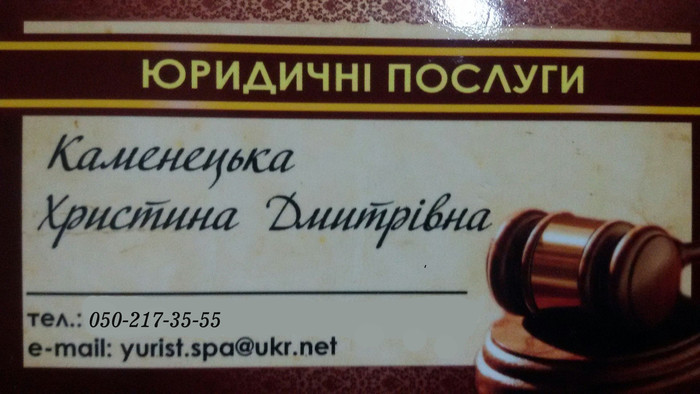 ЮРИДИЧНІ ПОСЛУГИ
Каменецька
Христина Дмитрівна
тел.: 050-217-35-55
e-mail: yurist.spa@ukr.net